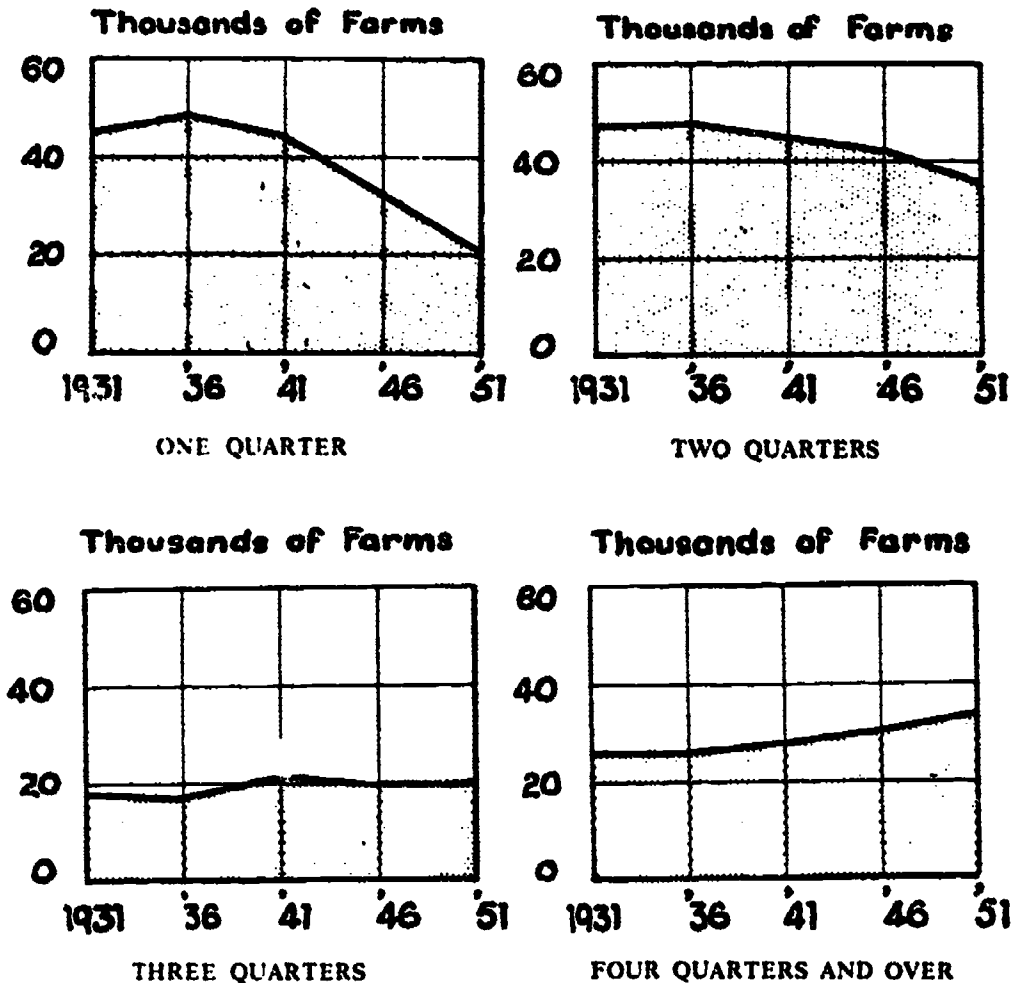 Thousands of Farms
60
40
20
0
1931 '36 '41 '46 '51
ONE QUARTER
Thousands of Farms
60
40
20
0
1931 '36 '41 '46 '51
TWO QUARTERS
Thousands of Farms
60
40
20
0
1931 '36 '41 '46 '51
THREE QUARTERS
Thousands of Farms
60
40
20
0
1931 '36 '41 '46 '51
FOUR QUARTERS AND OVER